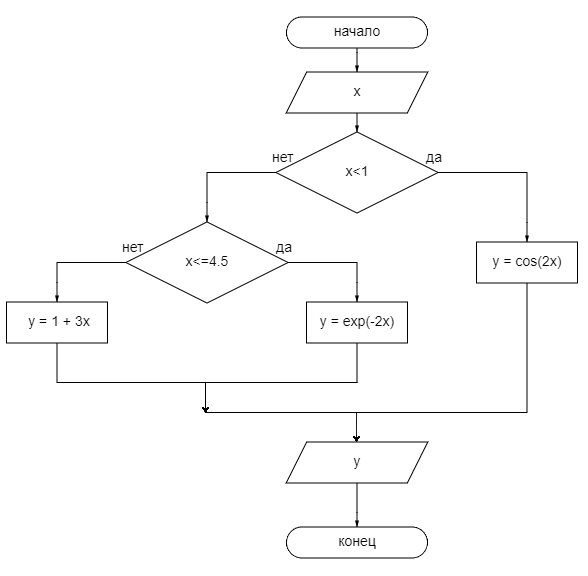 начало
x
нет
да
x<1
нет
да
x<=4.5
y = cos(2x)
y = 1 + 3x
y = exp(-2x)
y
конец